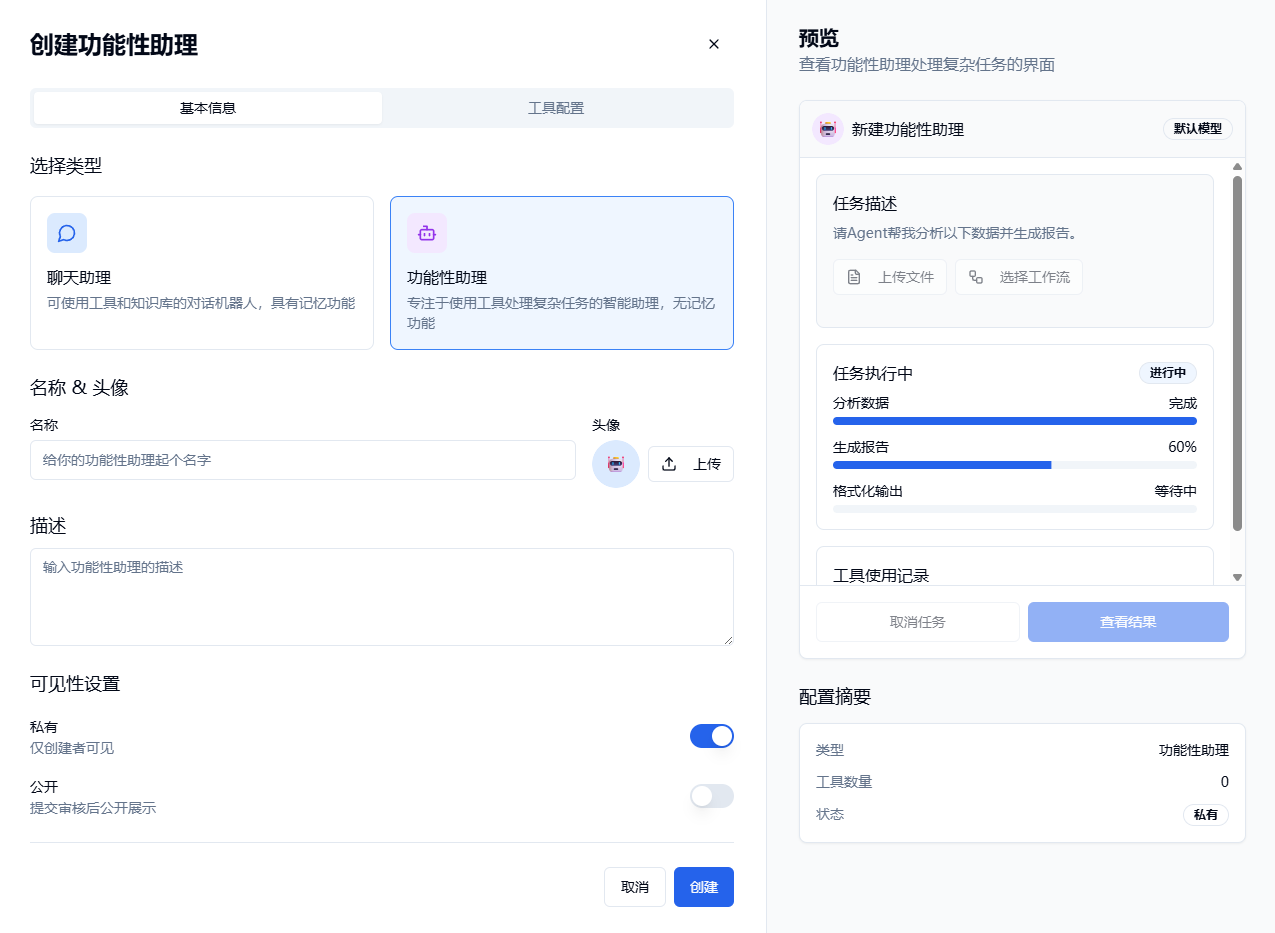 创建功能性助理
基本信息
工具配置
选择类型
聊天助理
可使用工具和知识库的对话机器人，具有记忆功能
功能性助理
专注于使用工具处理复杂任务的智能助理，无记忆
功能
名称 & 头像
名称
头像
给你的功能性助理起个名字
上传
描述
输入功能性助理的描述
可见性设置
私有
仅创建者可见
公开
提交审核后公开展示
取消
创建
预览
查看功能性助理处理复杂任务的界面
新建功能性助理
默认模型
任务描述
请Agent帮我分析以下数据并生成报告。
上传文件
选择工作流
任务执行中
进行中
分析数据
完成
生成报告
60%
格式化输出
等待中
工具使用记录
取消任务
查看结果
配置摘要
类型
功能性助理
工具数量
0
状态
私有